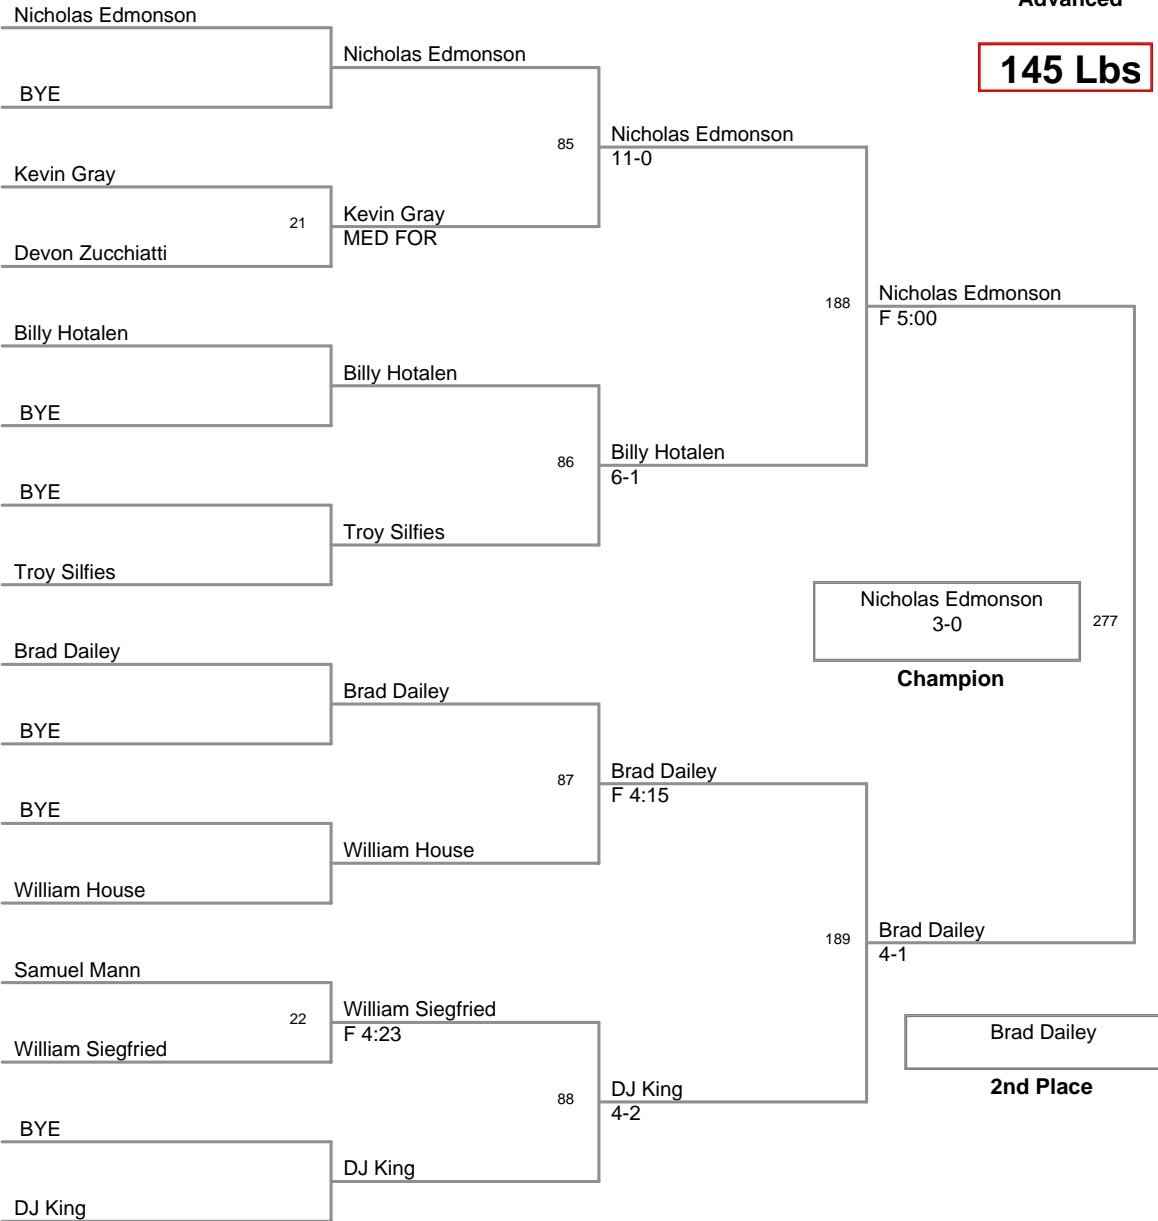 Advanced
145 Lbs
Nicholas Edmonson
BYE
Kevin Gray
21
Devon Zucchiatti
Billy Hotalen
BYE
BYE
Troy Silfies
Brad Dailey
BYE
BYE
William House
Samuel Mann
22
William Siegfried
BYE
DJ King
Nicholas Edmonson
85
Kevin Gray
MED FOR
Billy Hotalen
86
Troy Silfies
Brad Dailey
87
William House
William Siegfried
F 4:23
88
DJ King
Nicholas Edmonson
11-0
188
Billy Hotalen
6-1
Brad Dailey
F 4:15
189
DJ King
4-2
Nicholas Edmonson
F 5:00
Nicholas Edmonson
3-0
277
Champion
Brad Dailey
4-1
Brad Dailey
2nd Place